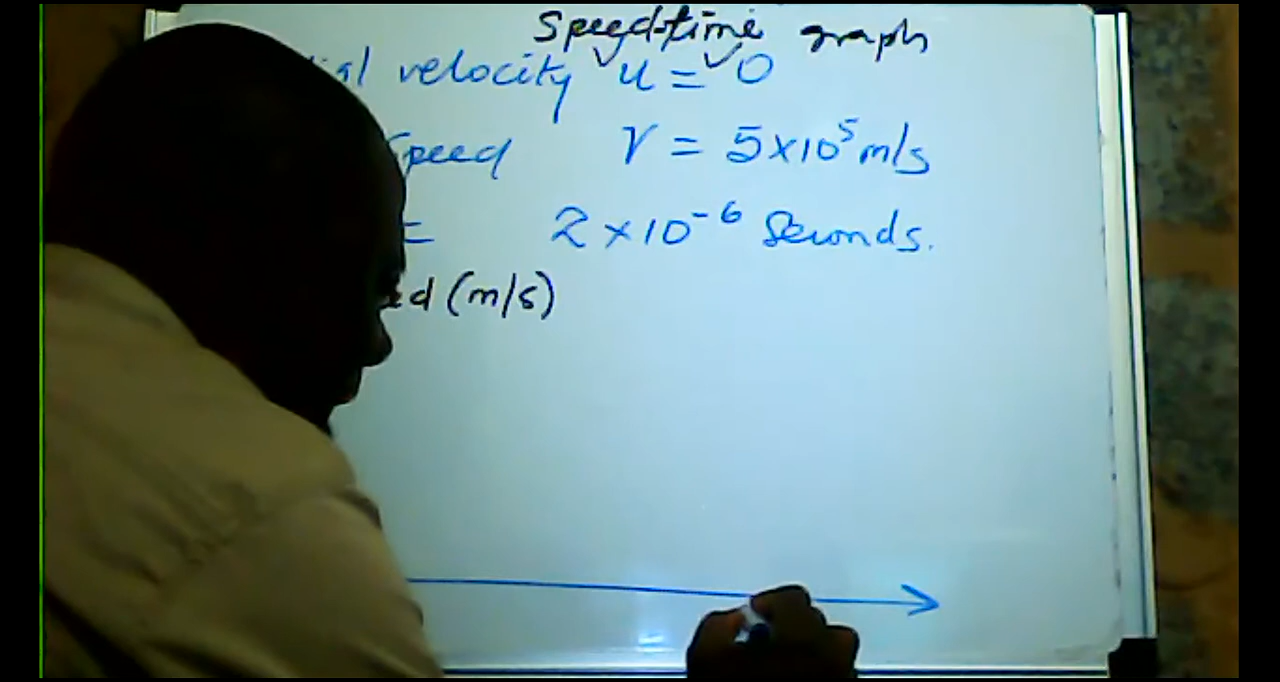 Speed-time graph
velocity u = 0
Speed V = 5×10⁵ m/s
= 2 × 10⁻⁶ Seconds.
(m/s)